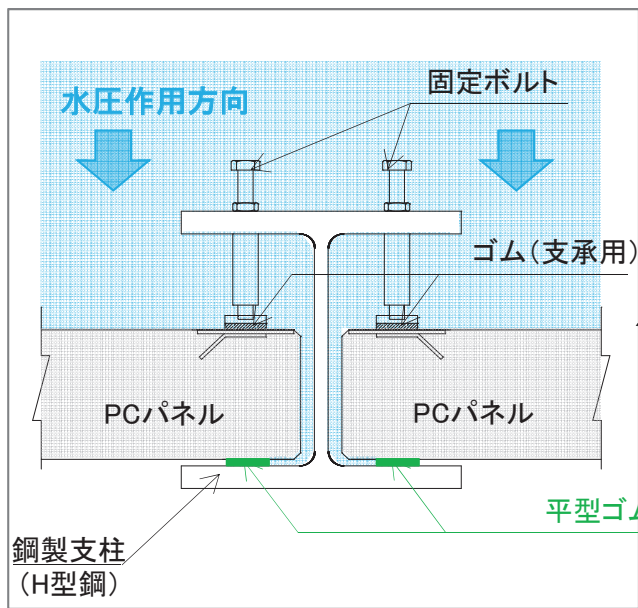 固定ボルト
水圧作用方向
ゴム(支承用)
PCパネル
PCパネル
平型ゴム
鋼製支柱
(H型鋼)